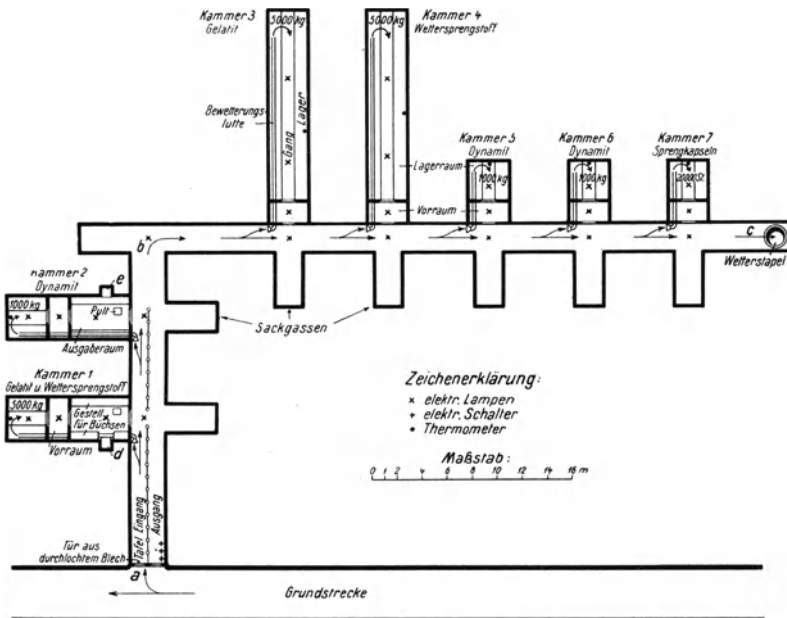 Kammer 3
Gelatit
5000 kg
5000 kg
Kammer 4
Wettersprengstoff
Bewetterungs-
lutte
Gang
Lager
Kammer 5
Dynamit
Kammer 6
Dynamit
Kammer 7
Sprengkapseln
Lagerraum
1000 kg
1000 kg
Vorraum
b
c
Wetterstapel
Kammer 2
Dynamit
e
1000 kg
Pult
Ausgaberaum
Sackgassen
Kammer 1
Gelatit u. Wettersprengstoff
5000 kg
Gestell
für Büchsen
Vorraum
d
Zeichenerklärung:
× elektr. Lampen
+ elektr. Schalter
• Thermometer
Maßstab:
0 1 2 4 6 8 10 12 14 16 m
Tafel
Eingang
Ausgang
Tür aus
durchlochtem Blech
a
Grundstrecke